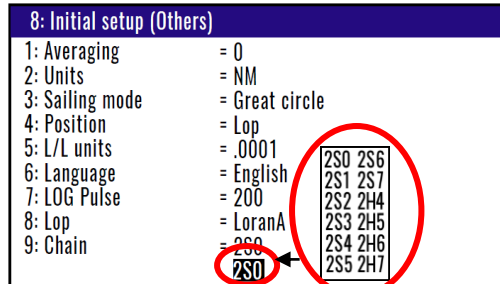 8: Initial setup (Others)
1: Averaging = 0
2: Units = NM
3: Sailing mode = Great circle
4: Position = Lop
5: L/L units = .0001
6: Language = English
7: LOG Pulse = 200
8: Lop = LoranA
9: Chain = 2S0
2S0
2S0 2S6
2S1 2S7
2S2 2H4
2S3 2H5
2S4 2H6
2S5 2H7